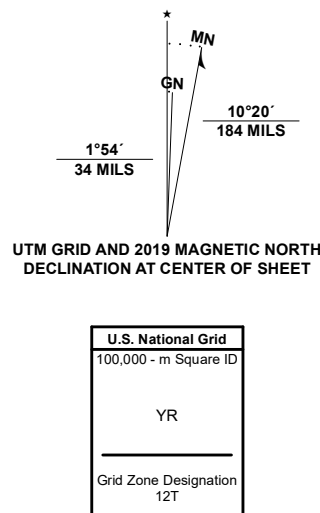 ★
MN
GN
1°54´
34 MILS
10°20´
184 MILS
UTM GRID AND 2019 MAGNETIC NORTH
DECLINATION AT CENTER OF SHEET
U.S. National Grid
100,000 - m Square ID
YR
Grid Zone Designation
12T